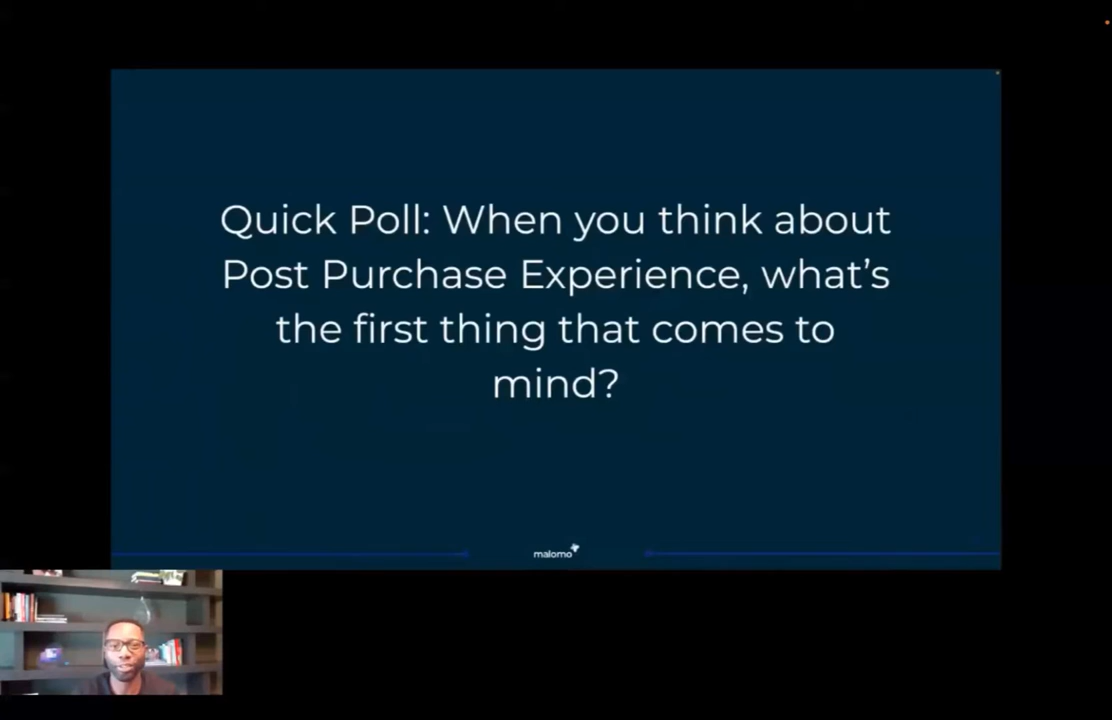 Quick Poll: When you think about
Post Purchase Experience, what’s
the first thing that comes to
mind?
malomo